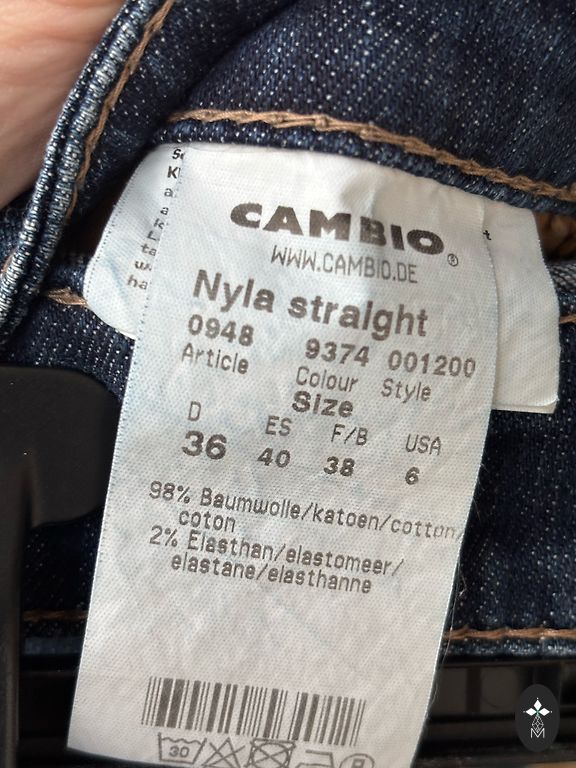 CAMBIO®
WWW.CAMBIO.DE
Nyla straight
0948 9374 001200
Article Colour Style
Size
D ES F/B USA
36 40 38 6
98% Baumwolle/katoen/cotton/
coton
2% Elasthan/elastomeer/
elastane/elasthanne
30